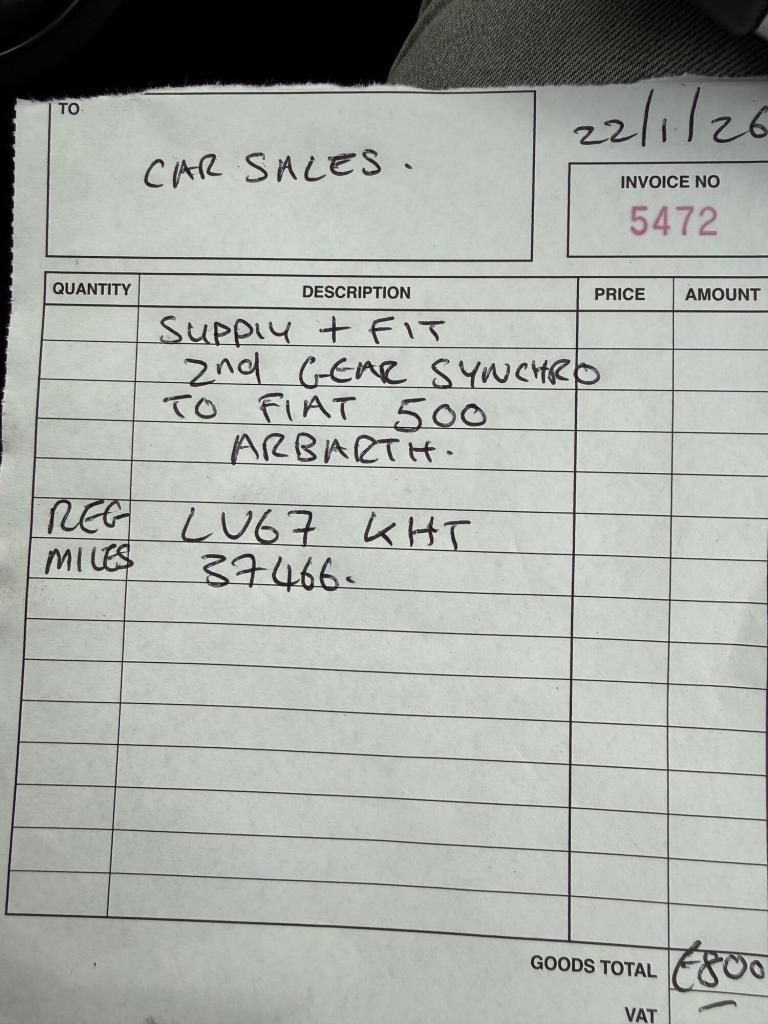 TO
CAR SALES.
22/1/26
INVOICE NO
5472
QUANTITY DESCRIPTION PRICE AMOUNT
SUPPLY + FIT
2nd GEAR SYNCHRO
TO FIAT 500
ARBARTH.
REG LV67 KHT
MILES 37466.
GOODS TOTAL £800
VAT —